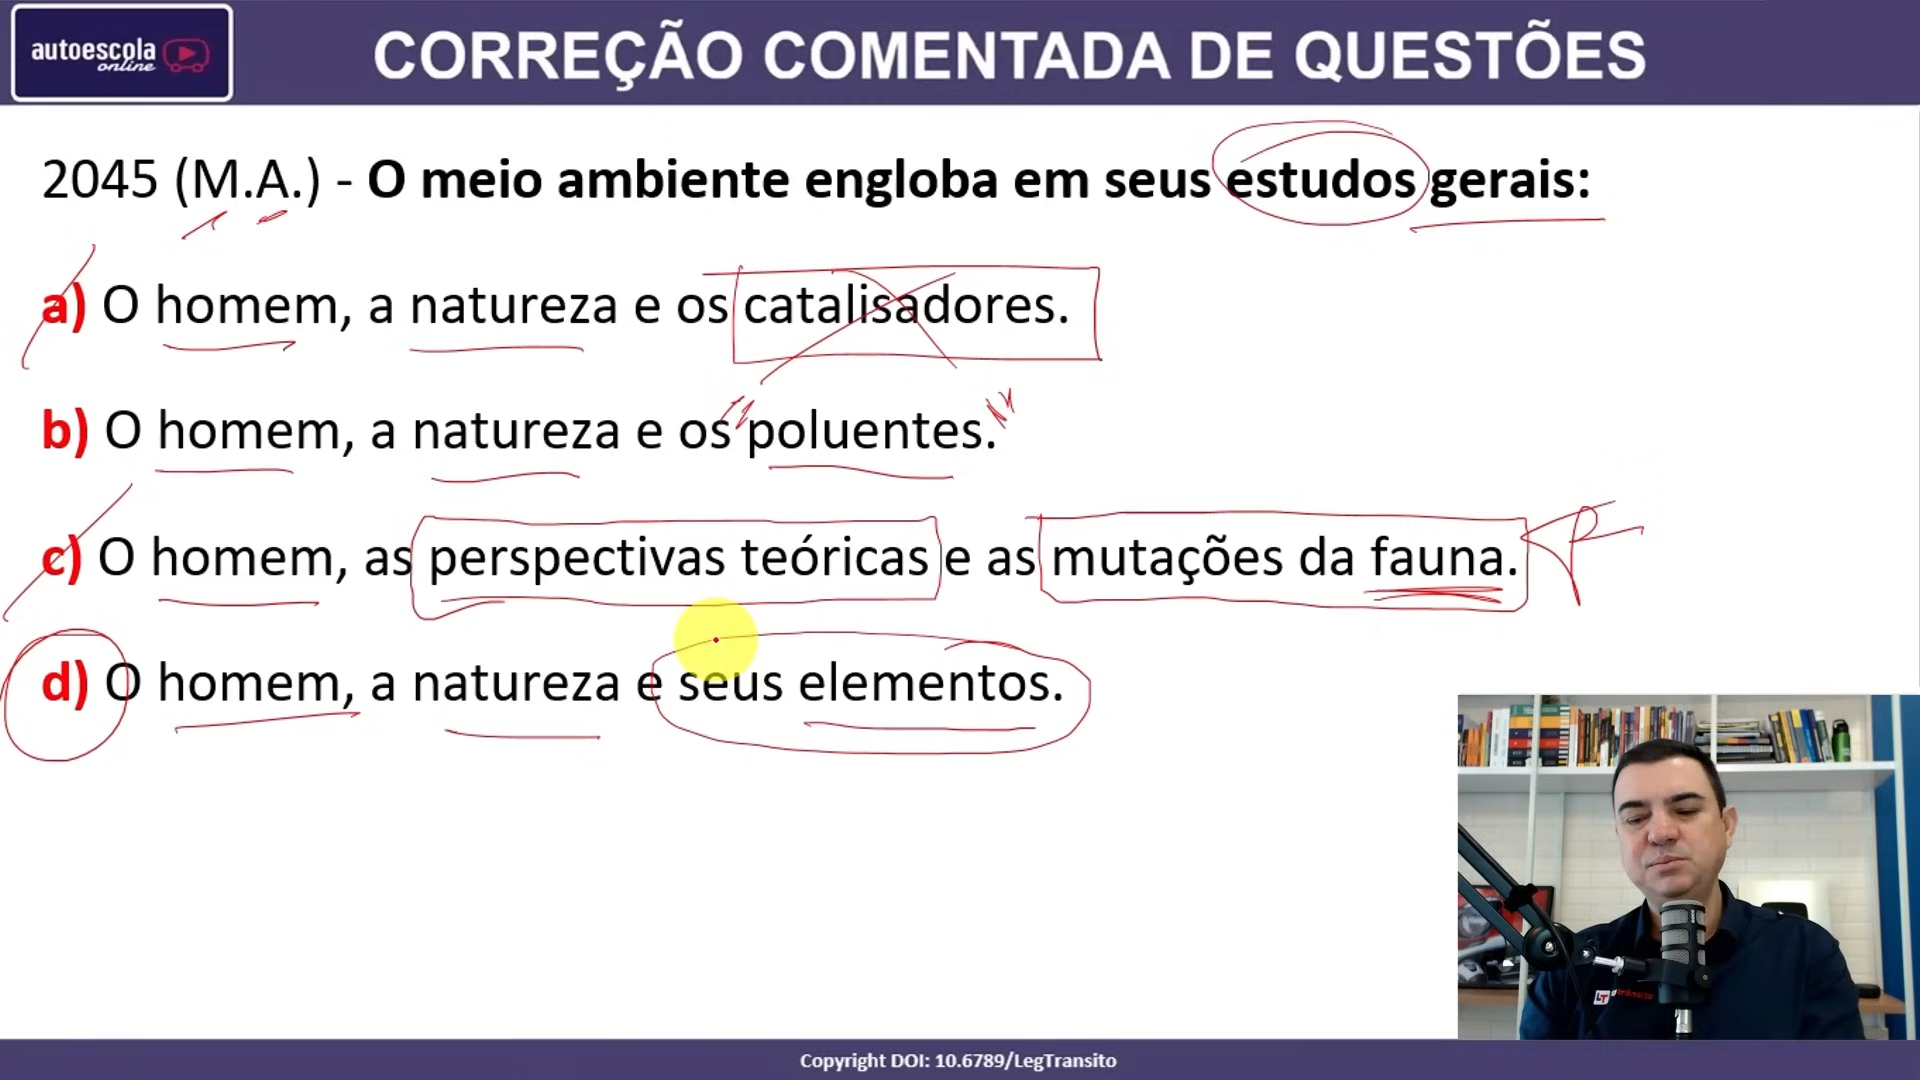 autoescola
online
CORREÇÃO COMENTADA DE QUESTÕES
2045 (M.A.) - O meio ambiente engloba em seus estudos gerais:
a) O homem, a natureza e os catalisadores.
b) O homem, a natureza e os "poluentes."
c) O homem, as perspectivas teóricas e as mutações da fauna.
d) O homem, a natureza e seus elementos.
LT
Copyright DOI: 10.6789/LegTransito